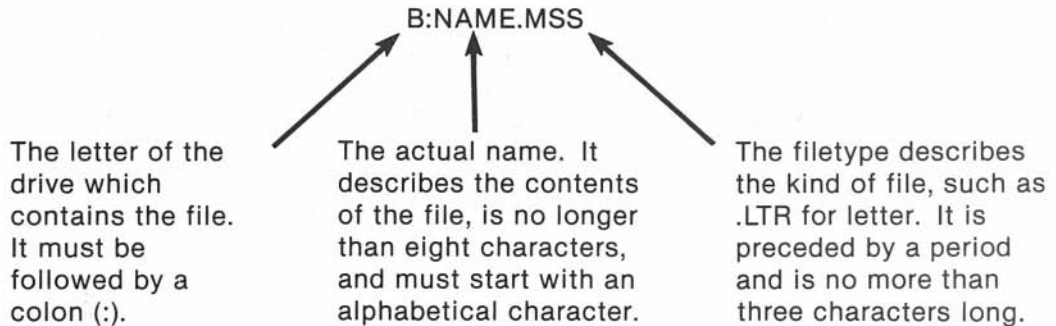 B:NAME.MSS
The letter of the
drive which
contains the file.
It must be
followed by a
colon (:).
The actual name. It
describes the contents
of the file, is no longer
than eight characters,
and must start with an
alphabetical character.
The filetype describes
the kind of file, such as
.LTR for letter. It is
preceded by a period
and is no more than
three characters long.